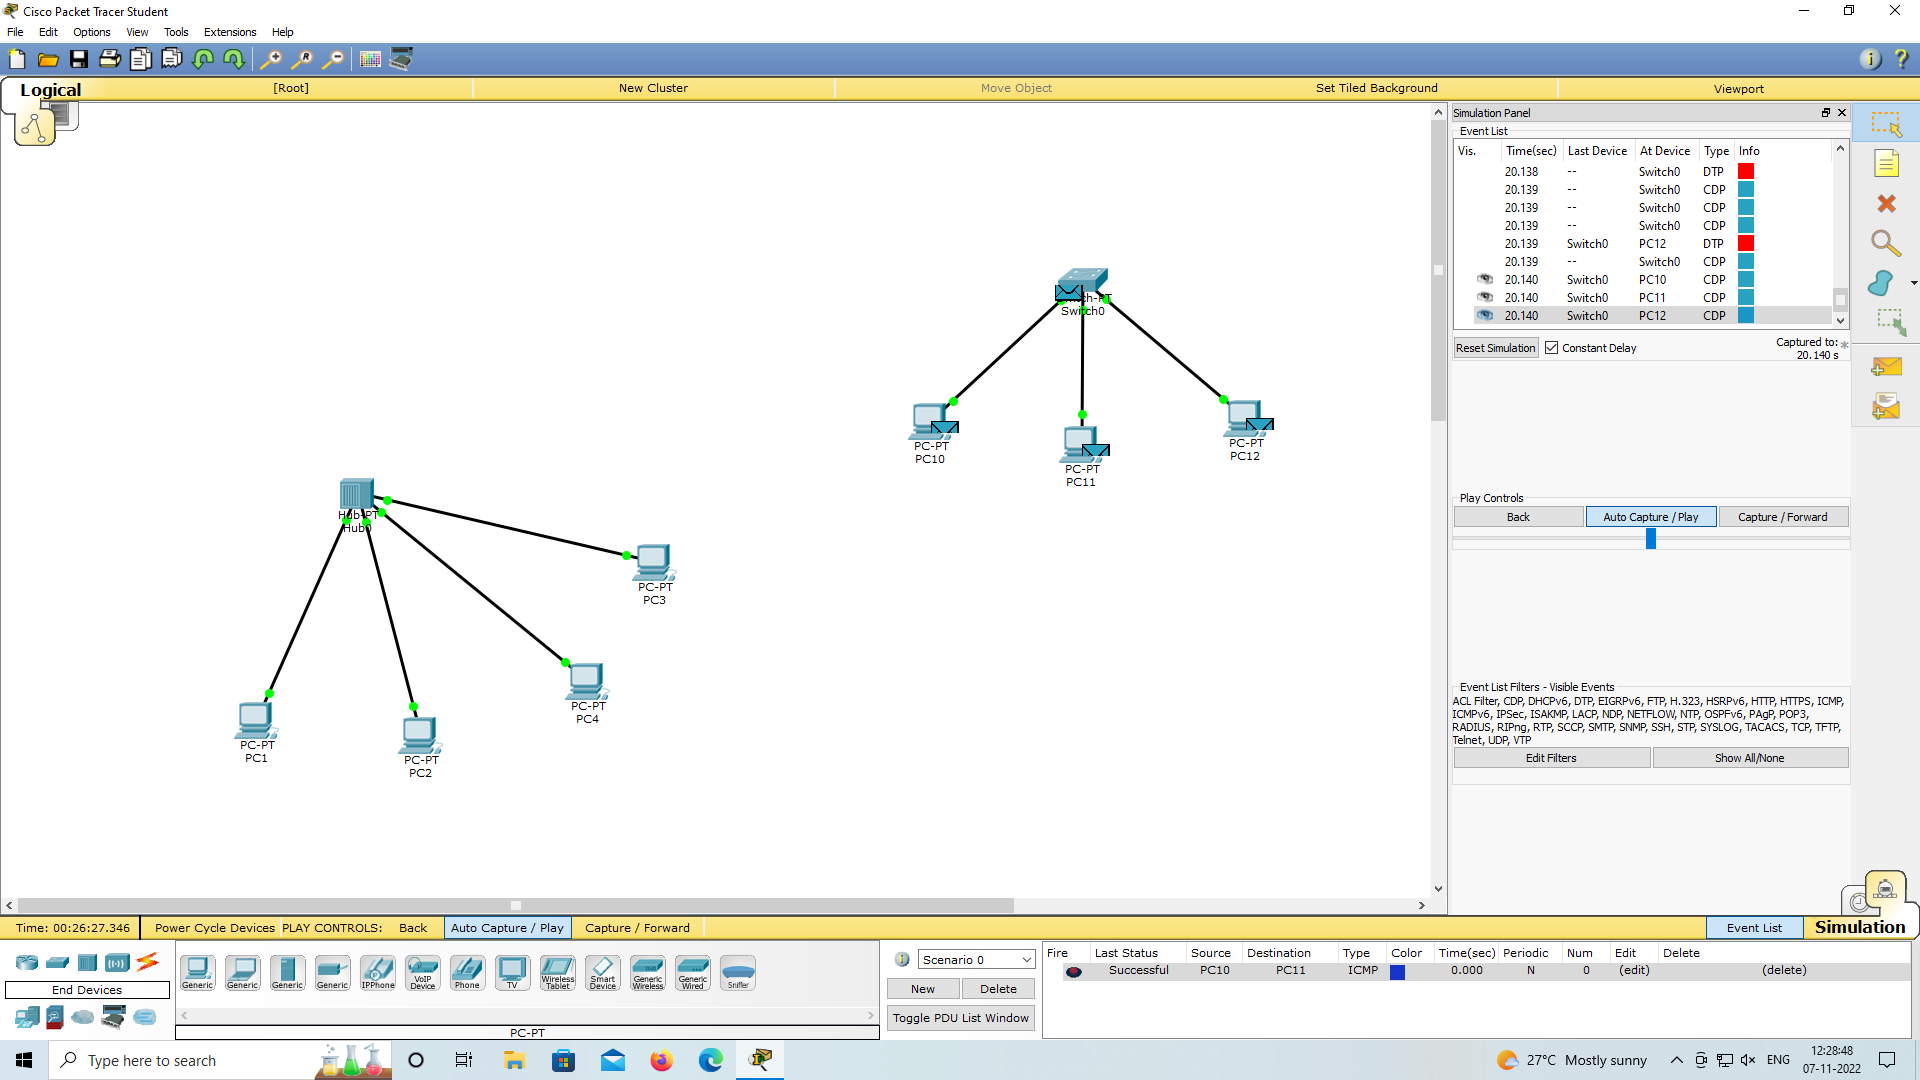 Cisco Packet Tracer Student
File Edit Options View Tools Extensions Help
Logical [Root] New Cluster Move Object Set Tiled Background Viewport
Simulation Panel
Event List
Vis. Time(sec) Last Device At Device Type Info
20.138 -- Switch0 DTP
20.139 -- Switch0 CDP
20.139 -- Switch0 CDP
20.139 -- Switch0 CDP
20.139 Switch0 PC12 DTP
20.139 -- Switch0 CDP
20.140 Switch0 PC10 CDP
20.140 Switch0 PC11 CDP
20.140 Switch0 PC12 CDP
Reset Simulation Constant Delay Captured to: *
20.140 s
Switch0
PC-PT
PC10
PC-PT
PC11
PC-PT
PC12
Hub-PT
Hub0
PC-PT
PC3
PC-PT
PC4
PC-PT
PC1
PC-PT
PC2
Play Controls
Back Auto Capture / Play Capture / Forward
Event List Filters - Visible Events
ACL Filter, CDP, DHCPv6, DTP, EIGRPv6, FTP, H.323, HSRPv6, HTTP, HTTPS, ICMP,
ICMPv6, IPSec, ISAKMP, LACP, NDP, NETFLOW, NTP, OSPFv6, PAgP, POP3,
RADIUS, RIPng, RTP, SCCP, SMTP, SNMP, SSH, STP, SYSLOG, TACACS, TCP, TFTP,
Telnet, UDP, VTP
Edit Filters Show All/None
Time: 00:26:27.346 Power Cycle Devices PLAY CONTROLS: Back Auto Capture / Play Capture / Forward Event List Simulation
End Devices
Generic Generic Generic Generic IPPhone VoIP Device Phone TV Wireless Tablet Smart Device Generic Wireless Generic Wired Sniffer
PC-PT
Scenario 0
New Delete
Toggle PDU List Window
Fire Last Status Source Destination Type Color Time(sec) Periodic Num Edit Delete
Successful PC10 PC11 ICMP 0.000 N 0 (edit) (delete)
Type here to search
27°C Mostly sunny ENG 12:28:48
07-11-2022